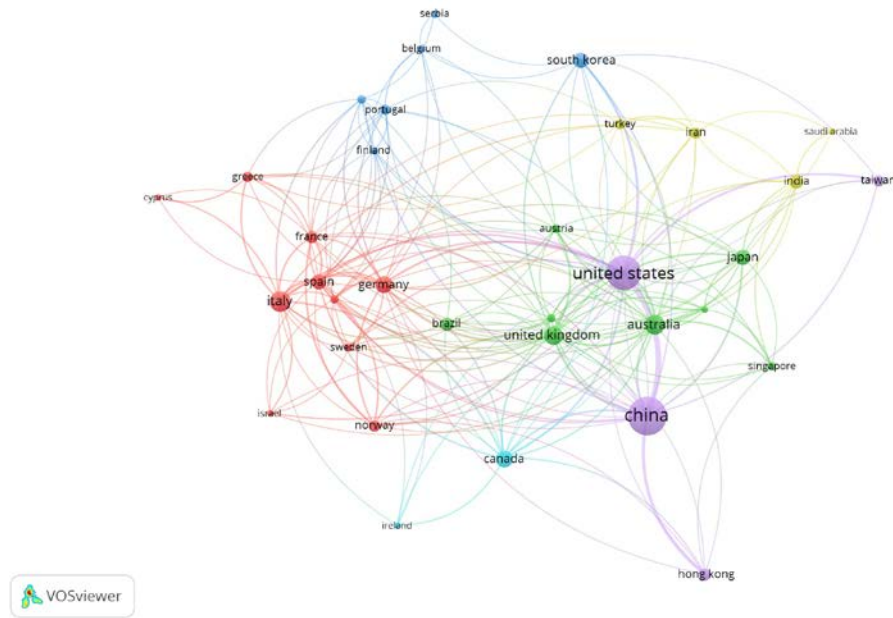 serbia
belgium
south korea
portugal
turkey
iran
saudi arabia
finland
greece
india
taiwan
cyprus
austria
france
japan
united states
spain
germany
italy
brazil
united kingdom
australia
sweden
singapore
israel
norway
china
canada
ireland
hong kong
VOSviewer